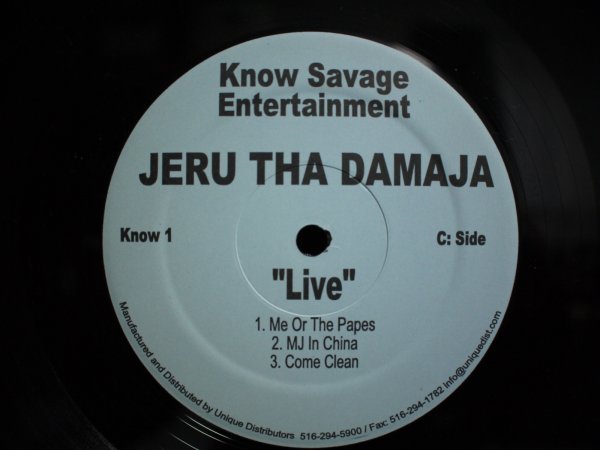 Know Savage
Entertainment
JERU THA DAMAJA
Know 1
C: Side
"Live"
1. Me Or The Papes
2. MJ In China
3. Come Clean
Manufactured and Distributed by Unique Distributors 516-294-5900 / Fax: 516-294-1782 Info@uniquedist.com